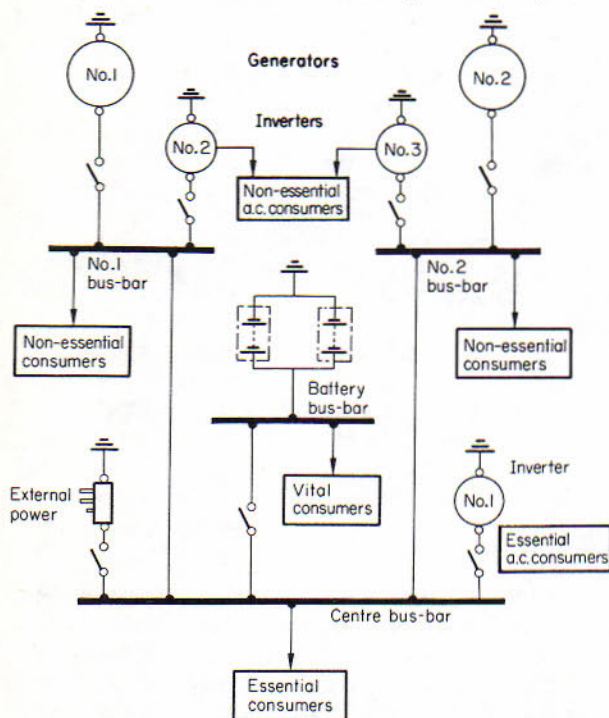 No.1
Generators
No.2
Inverters
No.2
No.3
Non-essential
a.c. consumers
No.1
bus-bar
No.2
bus-bar
Non-essential
consumers
Non-essential
consumers
Battery
bus-bar
External
power
Vital
consumers
Inverter
No.1
Essential
a.c. consumers
Centre bus-bar
Essential
consumers